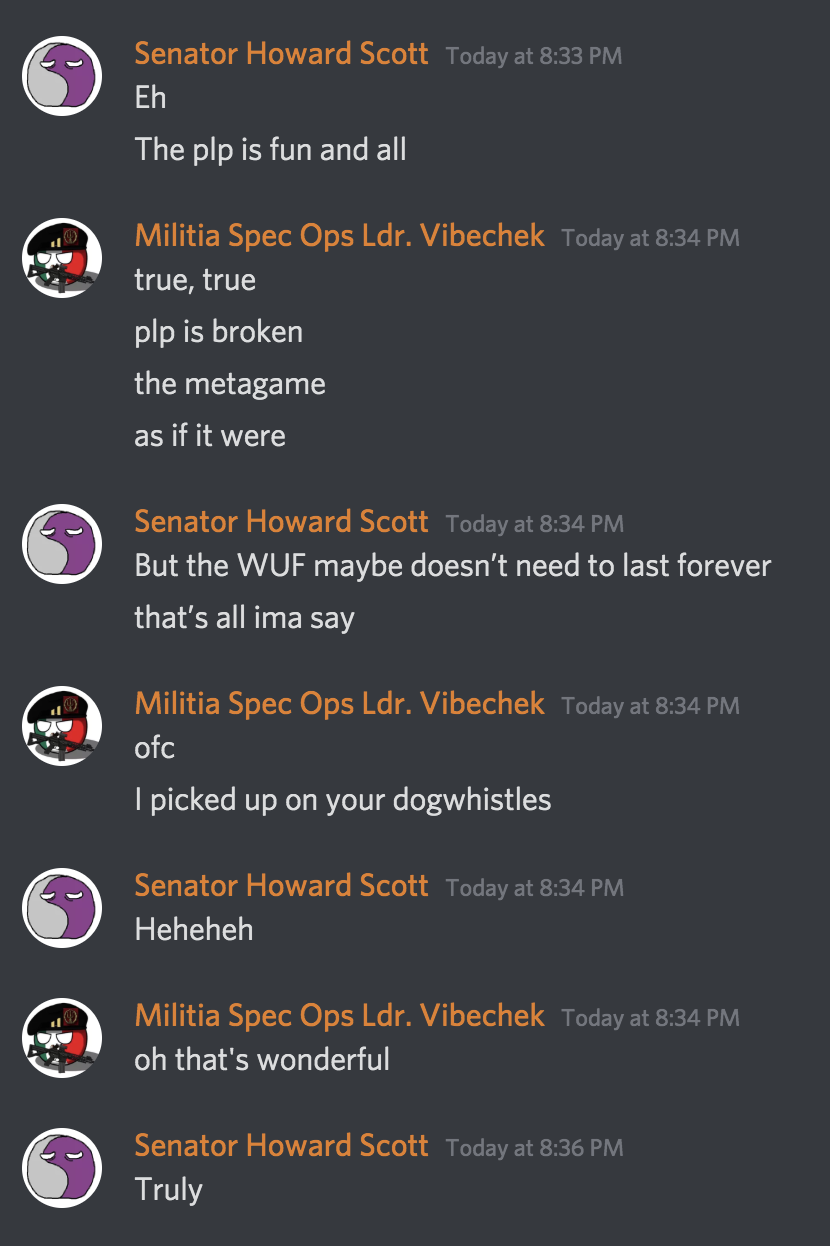 Senator Howard Scott Today at 8:33 PM
Eh
The plp is fun and all
Militia Spec Ops Ldr. Vibechek Today at 8:34 PM
true, true
plp is broken
the metagame
as if it were
Senator Howard Scott Today at 8:34 PM
But the WUF maybe doesn’t need to last forever
that’s all ima say
Militia Spec Ops Ldr. Vibechek Today at 8:34 PM
ofc
I picked up on your dogwhistles
Senator Howard Scott Today at 8:34 PM
Heheheh
Militia Spec Ops Ldr. Vibechek Today at 8:34 PM
oh that's wonderful
Senator Howard Scott Today at 8:36 PM
Truly